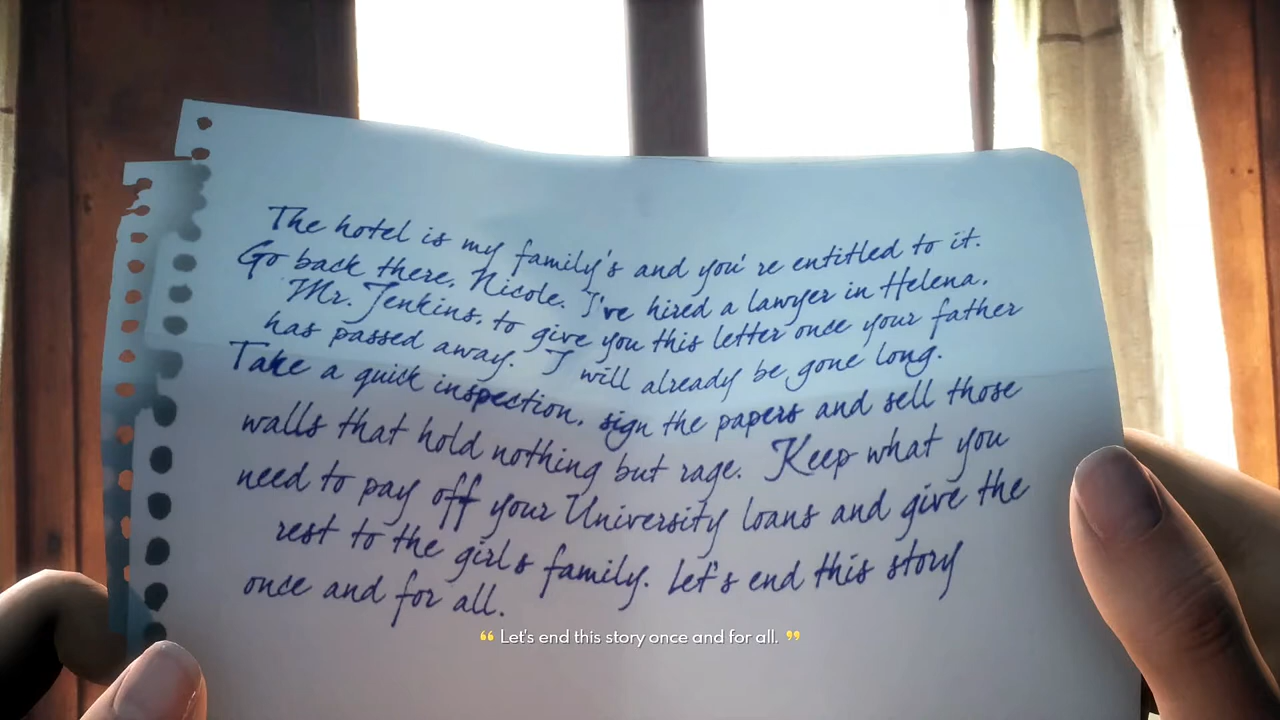 The hotel is my family's and you're entitled to it.
Go back there, Nicole. I've hired a lawyer in Helena,
Mr. Jenkins, to give you this letter once your father
has passed away. I will already be gone long.
Take a quick inspection, sign the papers and sell those
walls that hold nothing but rage. Keep what you
need to pay off your University loans and give the
rest to the girls family. Let's end this story
once and for all.
“ Let's end this story once and for all. ”